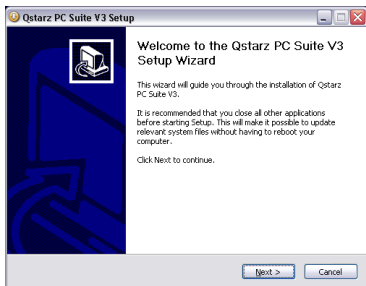 Qstarz PC Suite V3 Setup
Welcome to the Qstarz PC Suite V3
Setup Wizard
This wizard will guide you through the installation of Qstarz
PC Suite V3.
It is recommended that you close all other applications
before starting Setup. This will make it possible to update
relevant system files without having to reboot your
computer.
Click Next to continue.
Next > Cancel